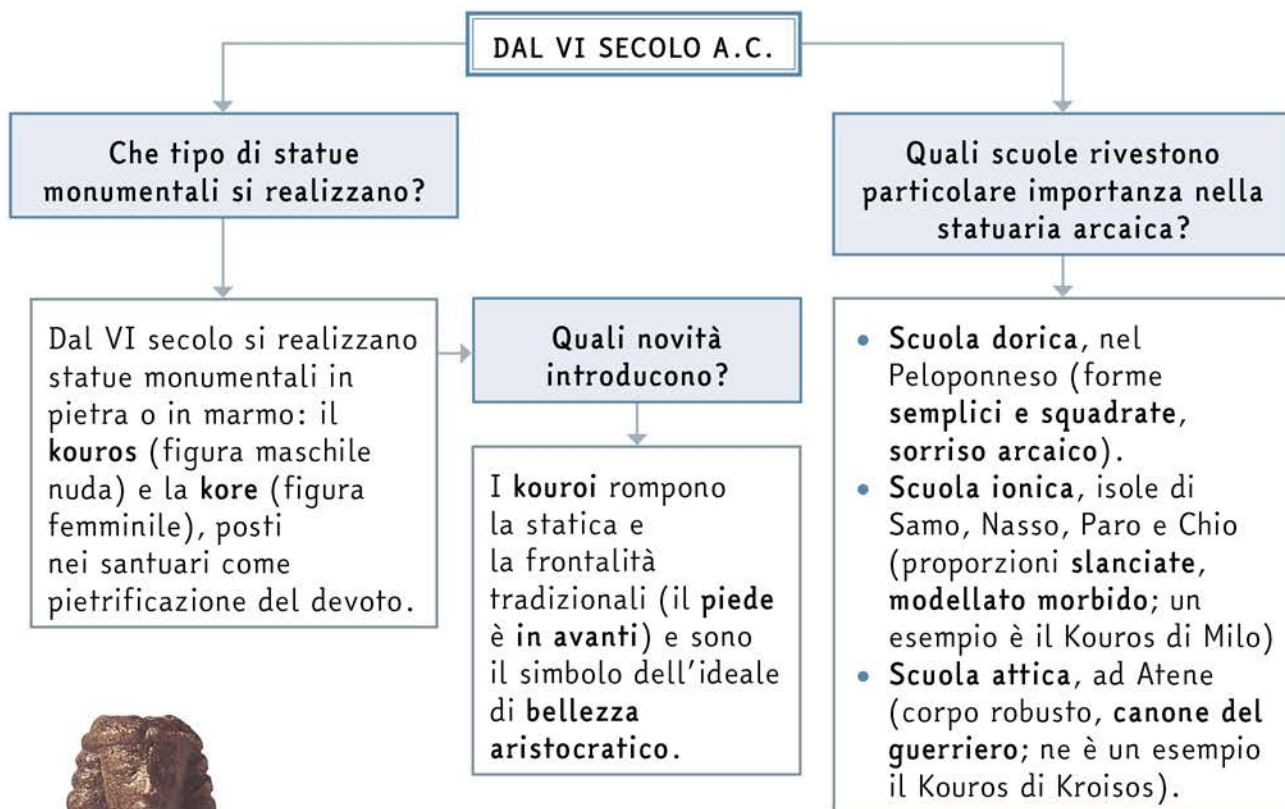 DAL VI SECOLO A.C.
Che tipo di statue
monumentali si realizzano?
Dal VI secolo si realizzano
statue monumentali in
pietra o in marmo: il
kouros (figura maschile
nuda) e la kore (figura
femminile), posti
nei santuari come
pietrificazione del devoto.
Quali novità
introducono?
I kouroi rompono
la statica e
la frontalità
tradizionali (il piede
è in avanti) e sono
il simbolo dell'ideale
di bellezza
aristocratico.
Quali scuole rivestono
particolare importanza nella
statuaria arcaica?
• Scuola dorica, nel
Peloponneso (forme
semplici e squadrate,
sorriso arcaico).
• Scuola ionica, isole di
Samo, Nasso, Paro e Chio
(proporzioni slanciate,
modellato morbido; un
esempio è il Kouros di Milo)
• Scuola attica, ad Atene
(corpo robusto, canone del
guerriero; ne è un esempio
il Kouros di Kroisos).